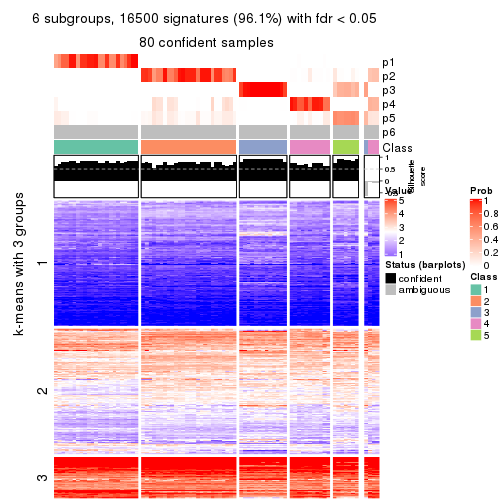 6 subgroups, 16500 signatures (96.1%) with fdr < 0.05
80 confident samples
p1
p2
p3
p4
p5
p6
Class
1
0.5
0
-0.5
Silhouette
score
k-means with 3 groups
1
2
3
Value
5
4
3
2
1
Status (barplots)
confident
ambiguous
Prob
1
0.8
0.6
0.4
0.2
0
Class
1
2
3
4
5